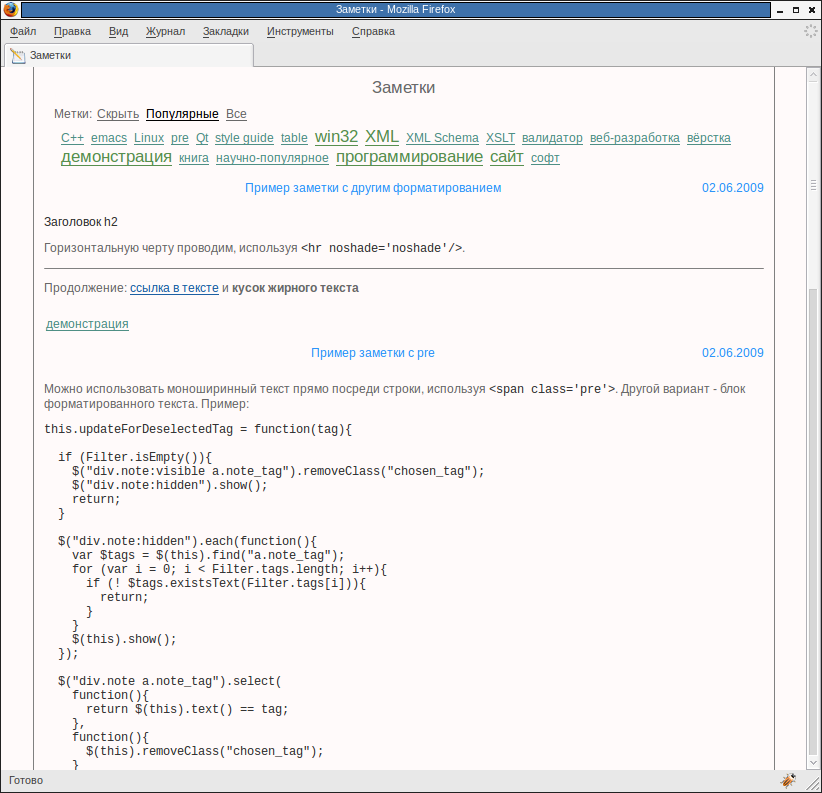 Заметки - Mozilla Firefox
Файл Правка Вид Журнал Закладки Инструменты Справка
Заметки
Заметки
Метки: Скрыть Популярные Все
C++ emacs Linux pre Qt style guide table win32 XML XML Schema XSLT валидатор веб-разработка вёрстка
демонстрация книга научно-популярное программирование сайт софт
Пример заметки с другим форматированием 02.06.2009
Заголовок h2
Горизонтальную черту проводим, используя <hr noshade='noshade'/>.
Продолжение: ссылка в тексте и кусок жирного текста
демонстрация
Пример заметки с pre 02.06.2009
Можно использовать моноширинный текст прямо посреди строки, используя <span class='pre'>. Другой вариант - блок
форматированного текста. Пример:
this.updateForDeselectedTag = function(tag){
  if (Filter.isEmpty()){
    $("div.note:visible a.note_tag").removeClass("chosen_tag");
    $("div.note:hidden").show();
    return;
  }
  $("div.note:hidden").each(function(){
    var $tags = $(this).find("a.note_tag");
    for (var i = 0; i < Filter.tags.length; i++){
      if (! $tags.existsText(Filter.tags[i])){
        return;
      }
    }
    $(this).show();
  });
  $("div.note a.note_tag").select(
    function(){
      return $(this).text() == tag;
    },
    function(){
      $(this).removeClass("chosen_tag");
    }
Готово